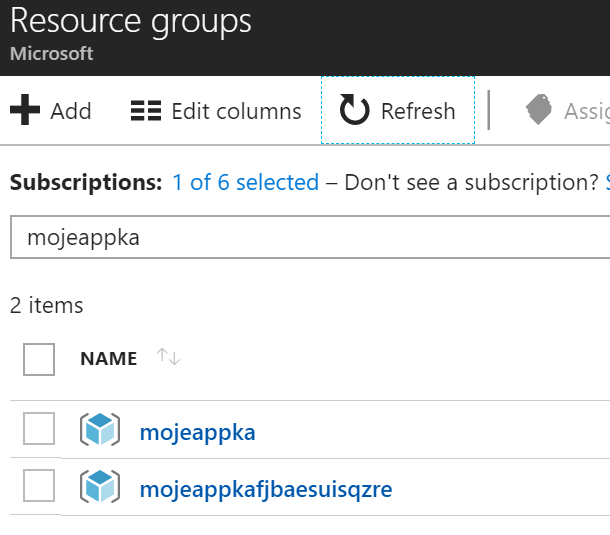 Resource groups
Microsoft
Add Edit columns Refresh Assig
Subscriptions: 1 of 6 selected – Don't see a subscription? S
mojeappka
2 items
NAME
mojeappka
mojeappkafjbaesuisqzre